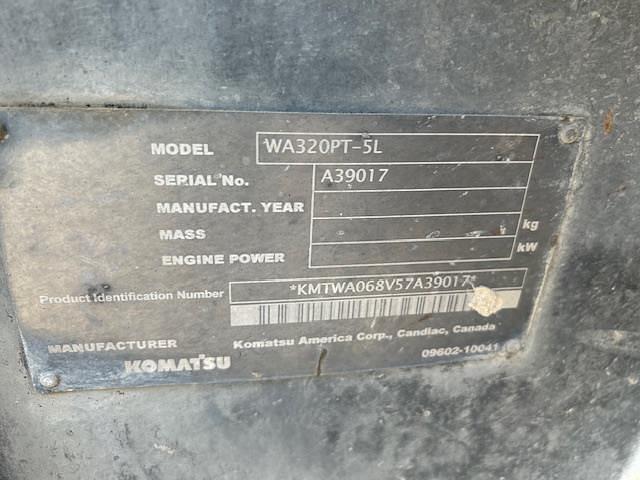 MODEL WA320PT-5L
SERIAL No. A39017
MANUFACT. YEAR
MASS kg
ENGINE POWER kW
Product Identification Number *KMTWA068V57A39017*
MANUFACTURER Komatsu America Corp., Candiac, Canada
KOMATSU 09602-10041